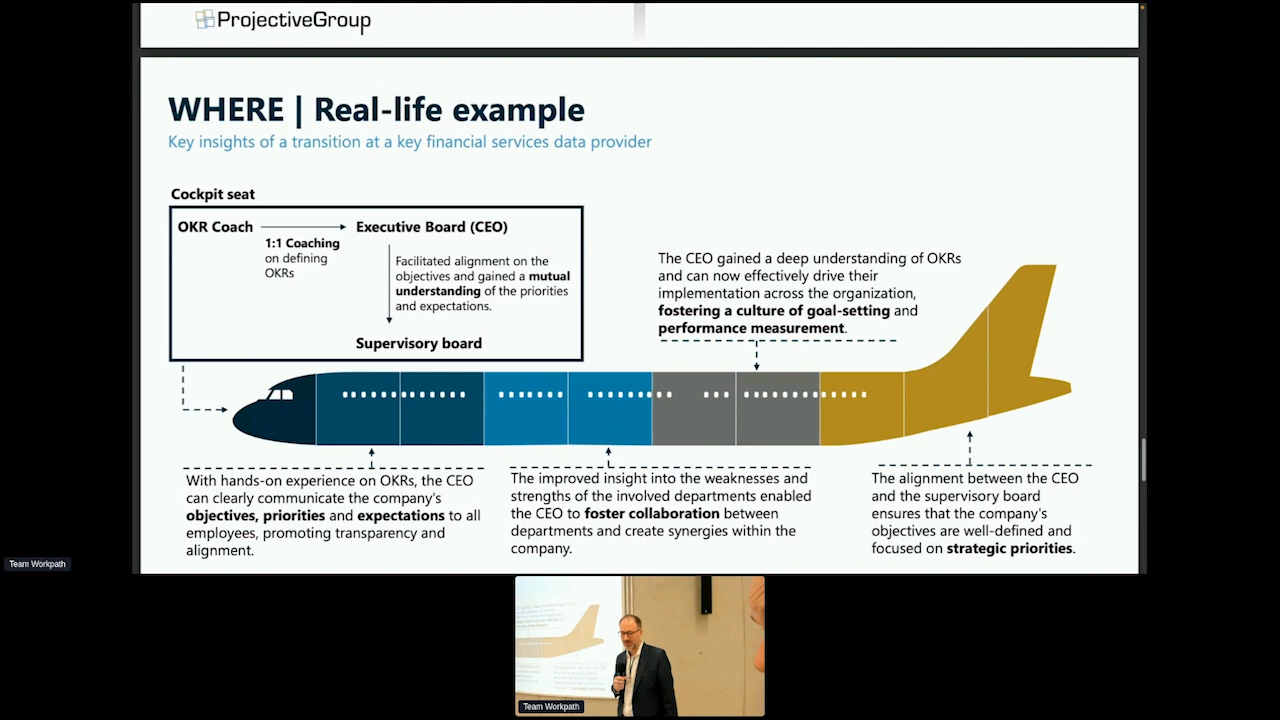 ProjectiveGroup
WHERE | Real-life example
Key insights of a transition at a key financial services data provider
Cockpit seat
OKR Coach
Executive Board (CEO)
1:1 Coaching
on defining
OKRs
Facilitated alignment on the
objectives and gained a mutual
understanding of the priorities
and expectations.
Supervisory board
The CEO gained a deep understanding of OKRs
and can now effectively drive their
implementation across the organization,
fostering a culture of goal-setting and
performance measurement.
With hands-on experience on OKRs, the CEO
can clearly communicate the company's
objectives, priorities and expectations to all
employees, promoting transparency and
alignment.
The improved insight into the weaknesses and
strengths of the involved departments enabled
the CEO to foster collaboration between
departments and create synergies within the
company.
The alignment between the CEO
and the supervisory board
ensures that the company's
objectives are well-defined and
focused on strategic priorities.
Team Workpath
Team Workpath